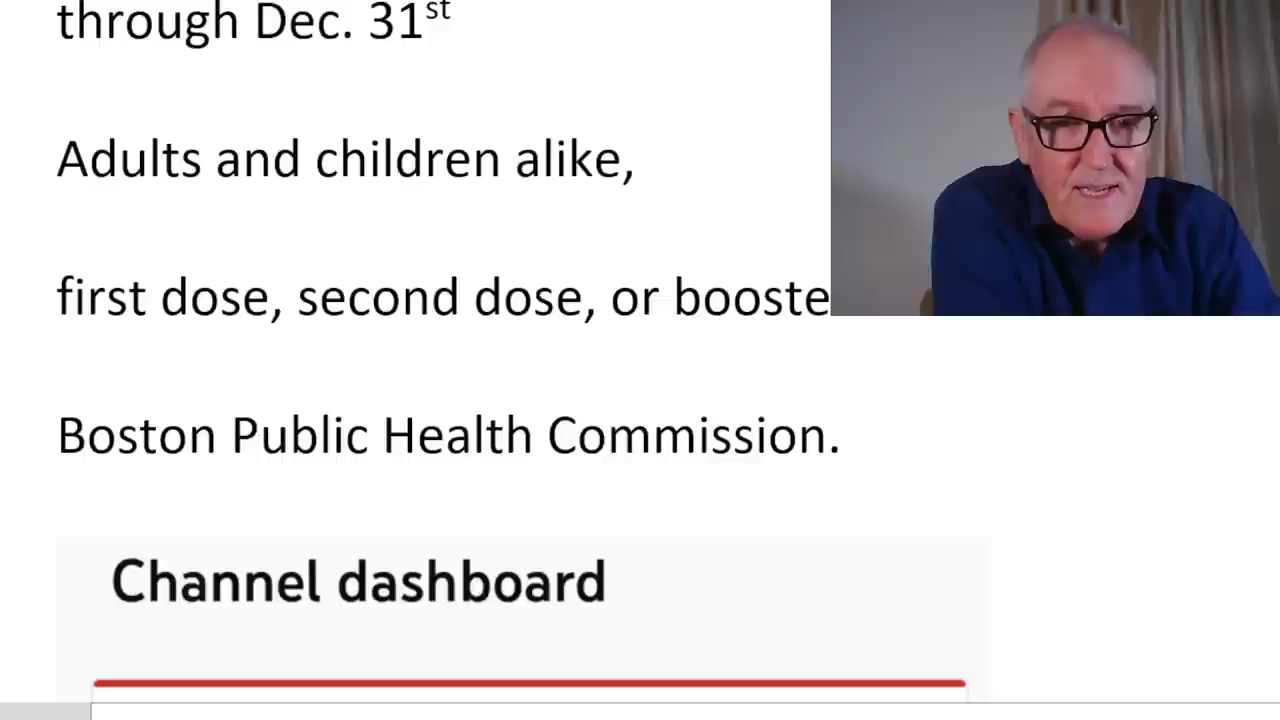 through Dec. 31st
Adults and children alike,
first dose, second dose, or booste
Boston Public Health Commission.
Channel dashboard